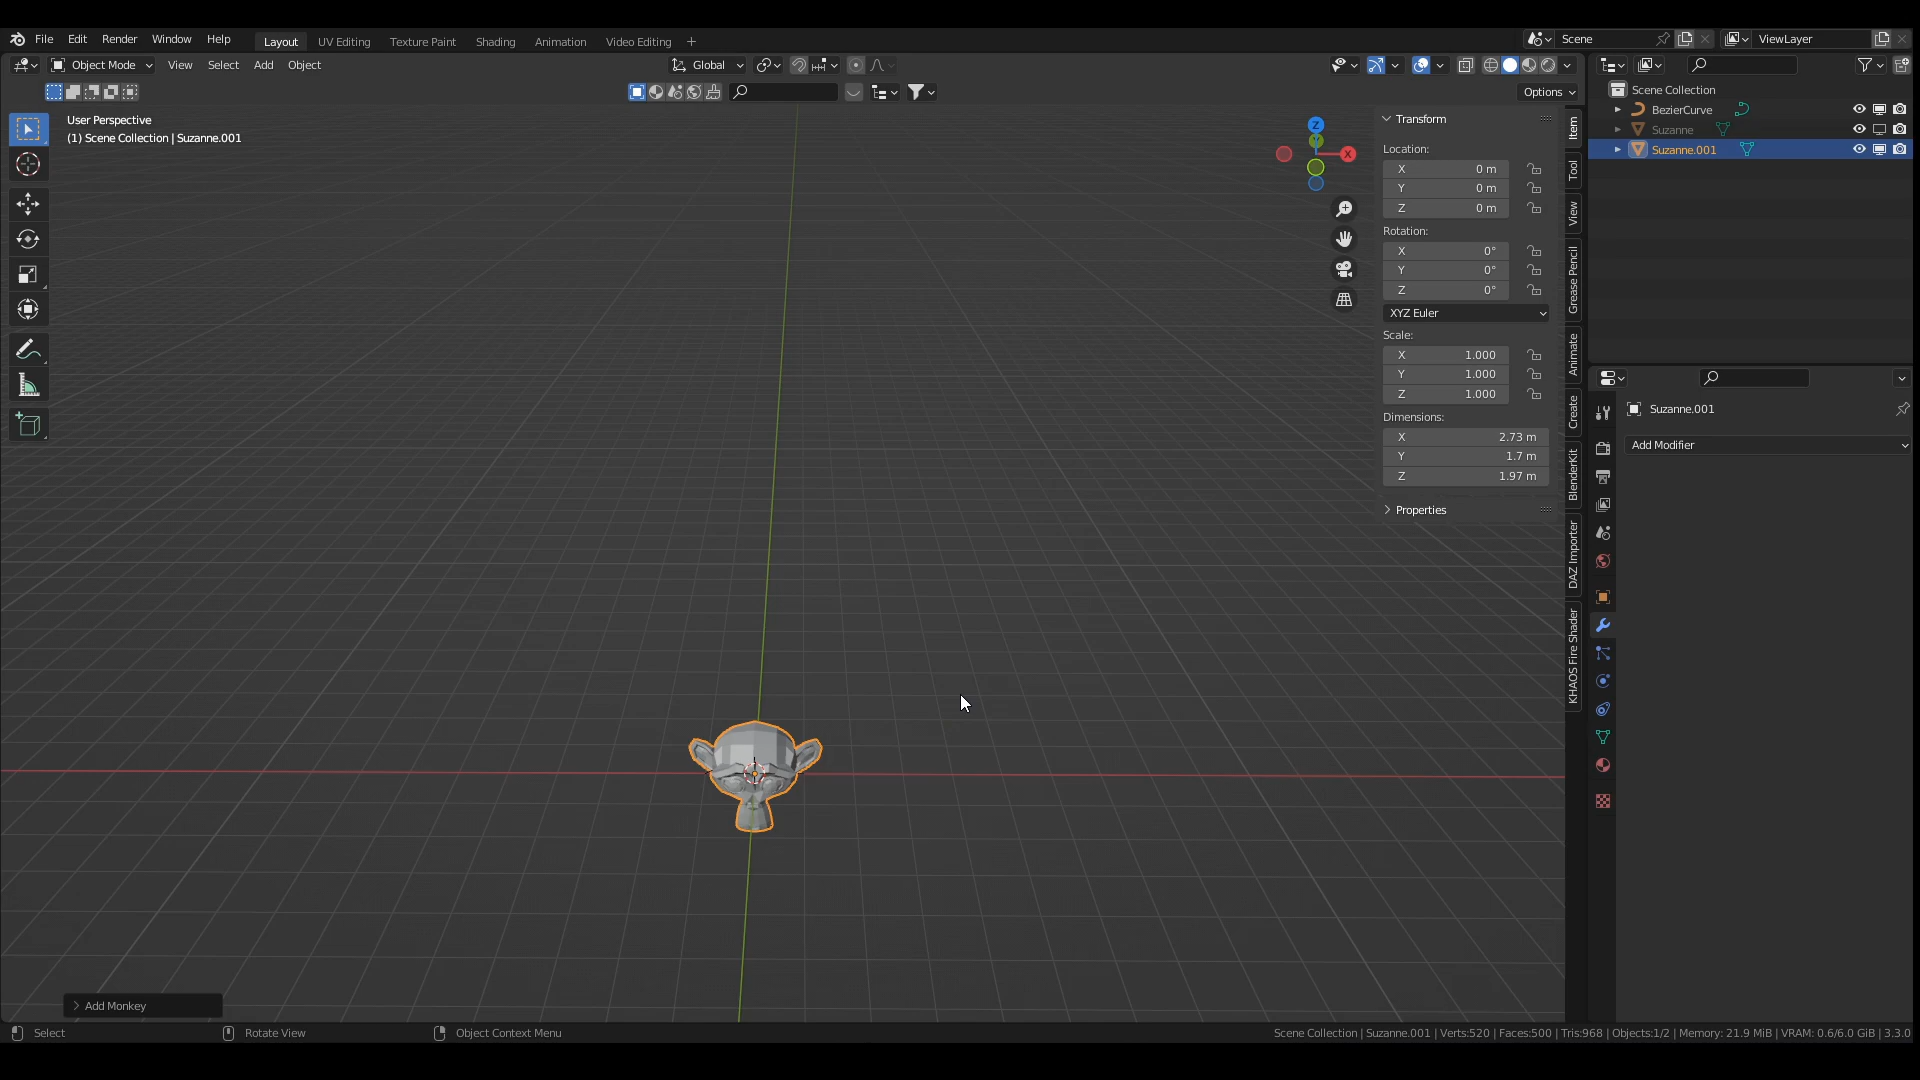 File Edit Render Window Help Layout UV Editing Texture Paint Shading Animation Video Editing + Scene ViewLayer
Object Mode View Select Add Object Global
Options
User Perspective
(1) Scene Collection | Suzanne.001
Z
X
Transform
Location:
X 0 m
Y 0 m
Z 0 m
Rotation:
X 0°
Y 0°
Z 0°
XYZ Euler
Scale:
X 1.000
Y 1.000
Z 1.000
Dimensions:
X 2.73 m
Y 1.7 m
Z 1.97 m
Properties
Item
Tool
View
Grease Pencil
Animate
Create
BlenderKit
DAZ Importer
KHAOS Fire Shader
Scene Collection
BezierCurve
Suzanne
Suzanne.001
Suzanne.001
Add Modifier
Add Monkey
Select Rotate View Object Context Menu Scene Collection | Suzanne.001 | Verts:520 | Faces:500 | Tris:968 | Objects:1/2 | Memory: 21.9 MiB | VRAM: 0.6/6.0 GiB | 3.3.0